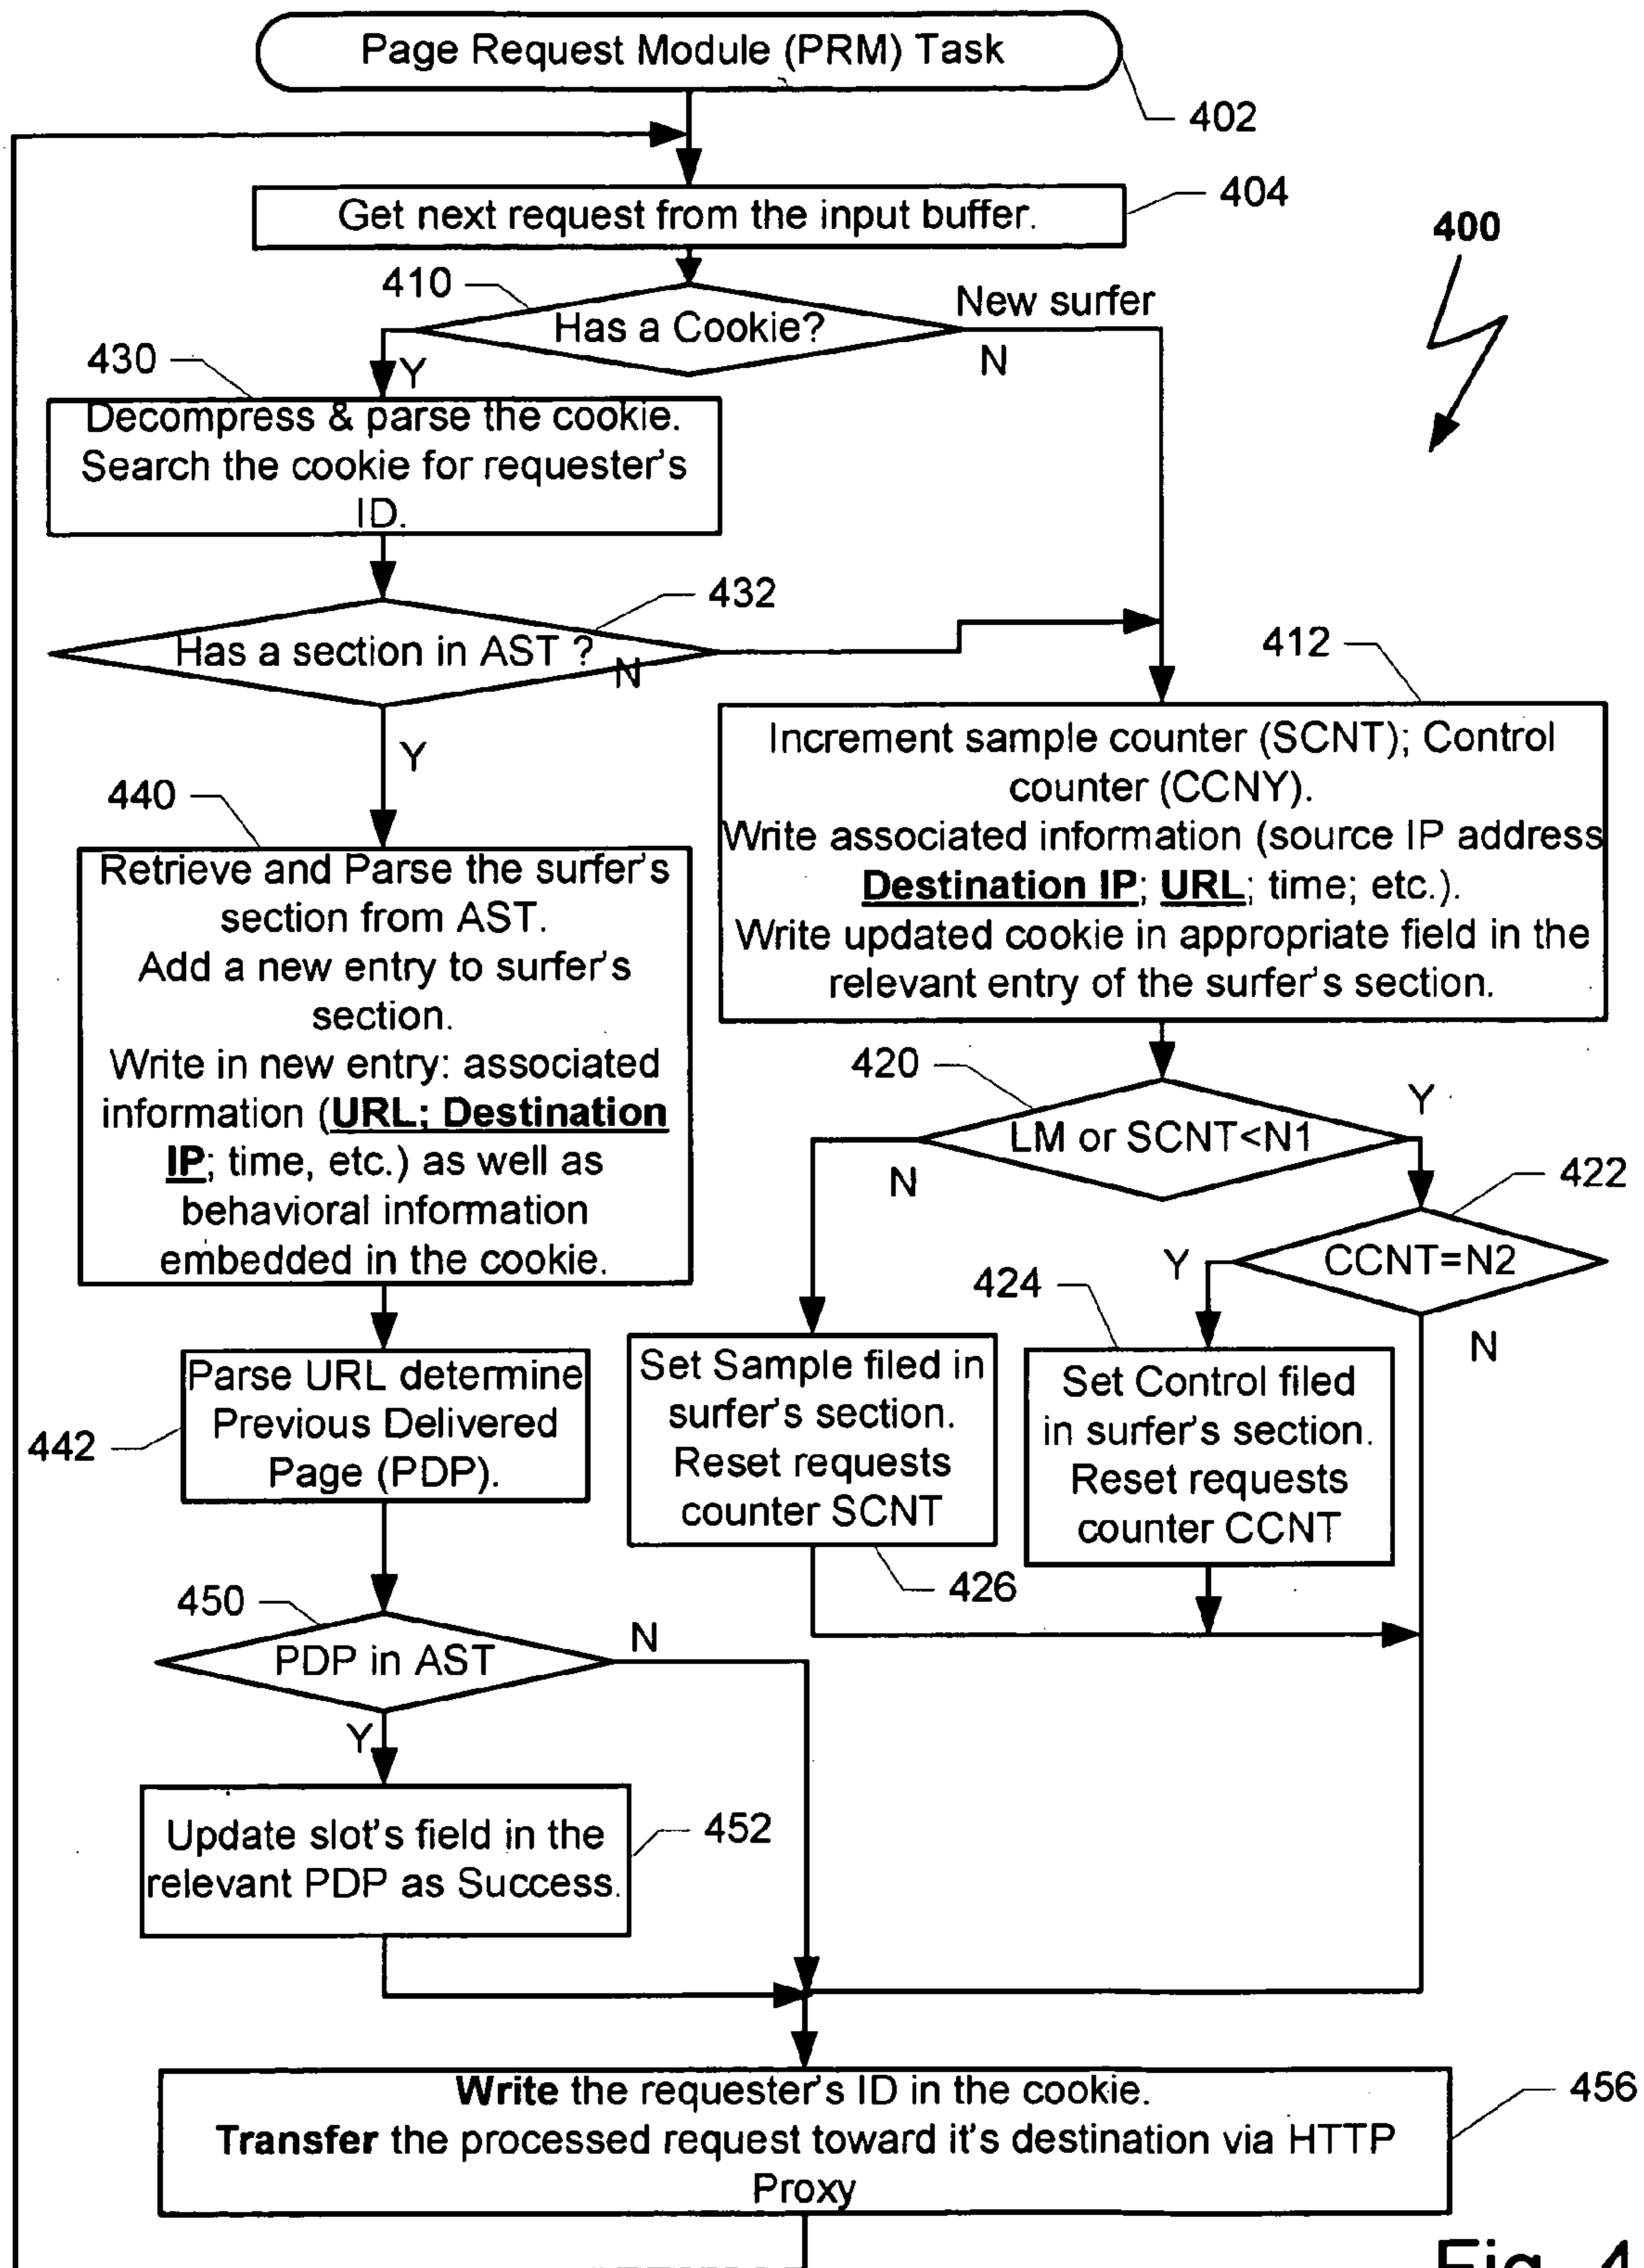 Page Request Module (PRM) Task
402
Get next request from the input buffer.
404
400
410
Has a Cookie?
New surfer
N
Y
430
Decompress & parse the cookie.
Search the cookie for requester's
ID.
432
Has a section in AST ?
N
Y
412
Increment sample counter (SCNT); Control
counter (CCNY).
Write associated information (source IP address
Destination IP; URL; time; etc.).
Write updated cookie in appropriate field in the
relevant entry of the surfer's section.
440
Retrieve and Parse the surfer's
section from AST.
Add a new entry to surfer's
section.
Write in new entry: associated
information (URL; Destination
IP; time, etc.) as well as
behavioral information
embedded in the cookie.
420
LM or SCNT<N1
Y
N
422
CCNT=N2
Y
N
424
Set Control filed
in surfer's section.
Reset requests
counter CCNT
Set Sample filed in
surfer's section.
Reset requests
counter SCNT
426
442
Parse URL determine
Previous Delivered
Page (PDP).
450
PDP in AST
N
Y
Update slot's field in the
relevant PDP as Success.
452
Write the requester's ID in the cookie.
Transfer the processed request toward it's destination via HTTP
Proxy
456
Fig. 4